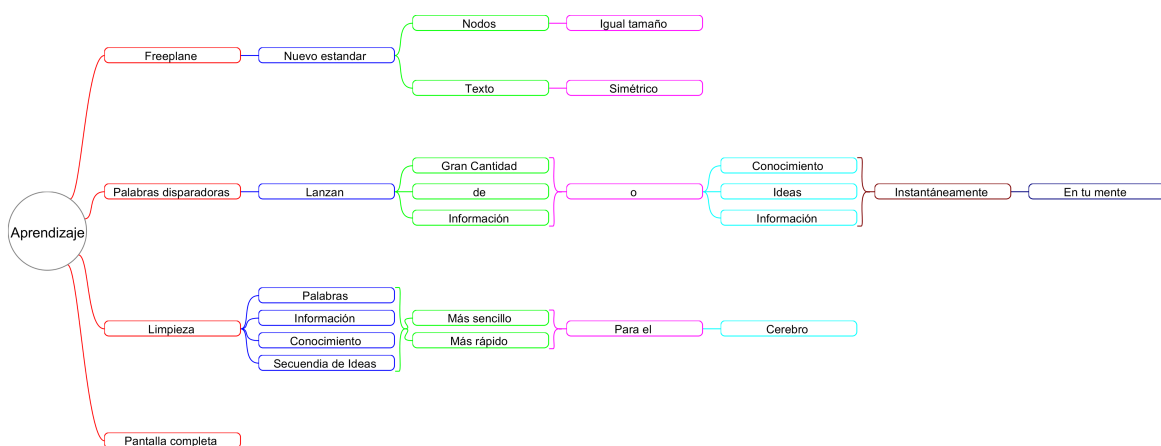 Aprendizaje
Freeplane
Nuevo estandar
Nodos
Igual tamaño
Texto
Simétrico
Palabras disparadoras
Lanzan
Gran Cantidad
de
Información
o
Conocimiento
Ideas
Información
Instantáneamente
En tu mente
Limpieza
Palabras
Información
Conocimiento
Secuendia de Ideas
Más sencillo
Más rápido
Para el
Cerebro
Pantalla completa